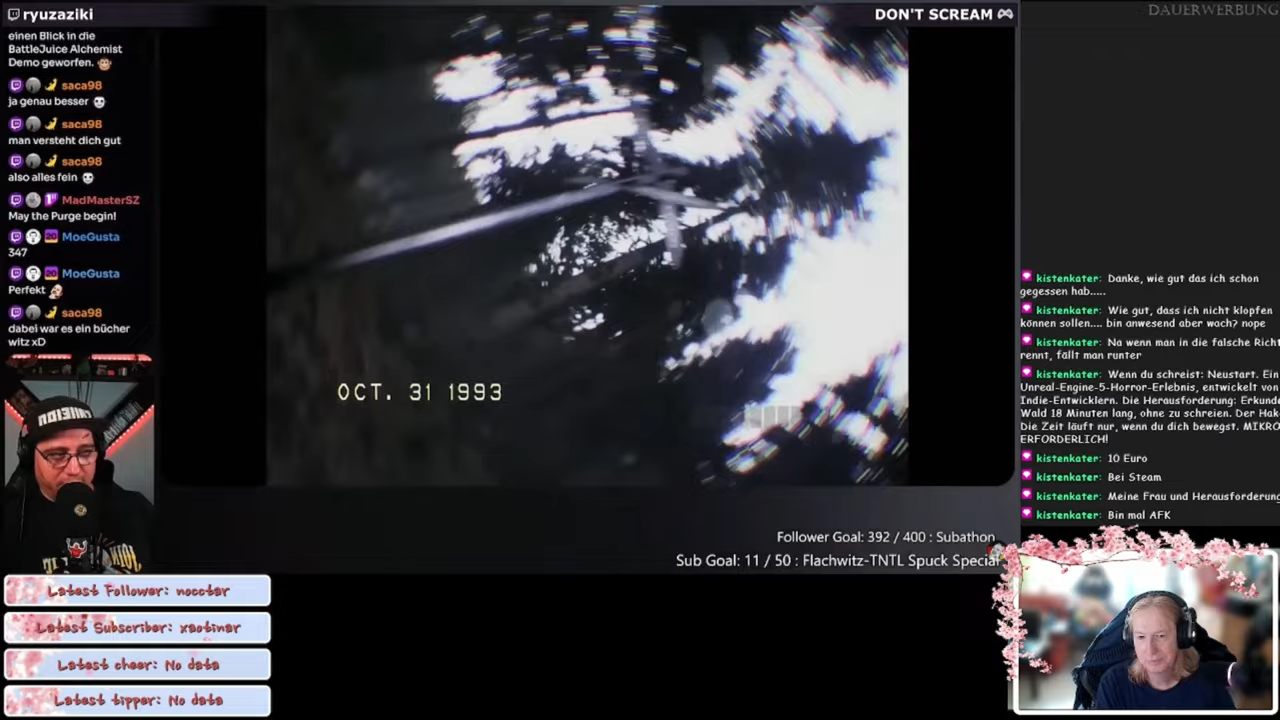 ryuzaziki
DON'T SCREAM
DAUERWERBUNG
einen Blick in die
BattleJuice Alchemist
Demo geworfen.
saca98
ja genau besser
saca98
man versteht dich gut
saca98
also alles fein
MadMasterSZ
May the Purge begin!
MoeGusta
347
MoeGusta
Perfekt
saca98
dabei war es ein bücher
witz xD
OCT. 31 1993
kistenkater: Danke, wie gut das ich schon
gegessen hab.....
kistenkater: Wie gut, dass ich nicht klopfen
können sollen.... bin anwesend aber wach? nope
kistenkater: Na wenn man in die falsche Richt
rennt, fällt man runter
kistenkater: Wenn du schreist: Neustart. Ein
Unreal-Engine-5-Horror-Erlebnis, entwickelt von
Indie-Entwicklern. Die Herausforderung: Erkunde
Wald 18 Minuten lang, ohne zu schreien. Der Hak
Die Zeit läuft nur, wenn du dich bewegst. MIKRO
ERFORDERLICH!
kistenkater: 10 Euro
kistenkater: Bei Steam
kistenkater: Meine Frau und Herausforderung
kistenkater: Bin mal AFK
Follower Goal: 392 / 400 : Subathon
Sub Goal: 11 / 50 : Flachwitz-TNTL Spuck Special
Latest Follower: nocctar
Latest Subscriber: xaotinar
Latest cheer: No data
Latest tipper: No data